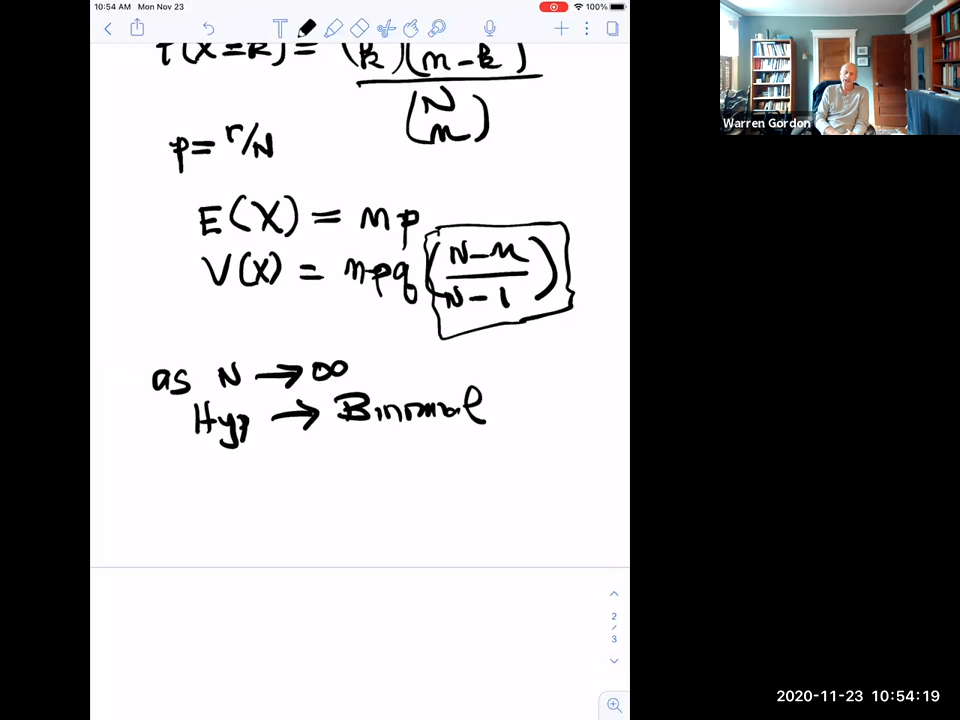 10:54 AM Mon Nov 23
100%
P(X=k) = (k)(n-k)
(N n)
p= r/N
E(X) = np
V(X) = npq (N-n / N-1)
as N → ∞
Hyp → Binomial
2
/
3
Warren Gordon
2020-11-23 10:54:19